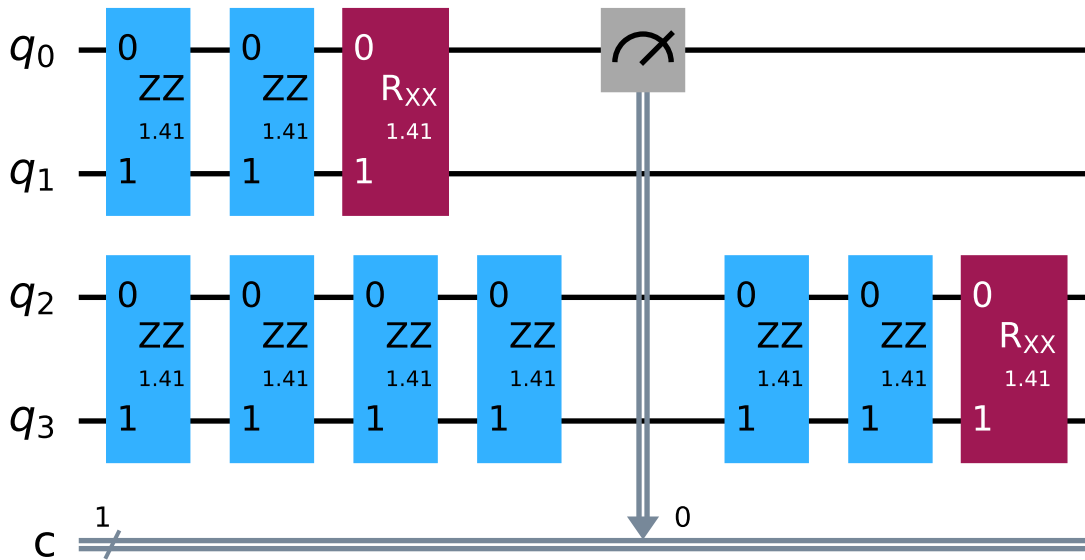 q0 0 0 0
ZZ ZZ RXX
1.41 1.41 1.41
q1 1 1 1
q2 0 0 0 0 0 0 0
ZZ ZZ ZZ ZZ ZZ ZZ RXX
1.41 1.41 1.41 1.41 1.41 1.41 1.41
q3 1 1 1 1 1 1 1
1 0
c